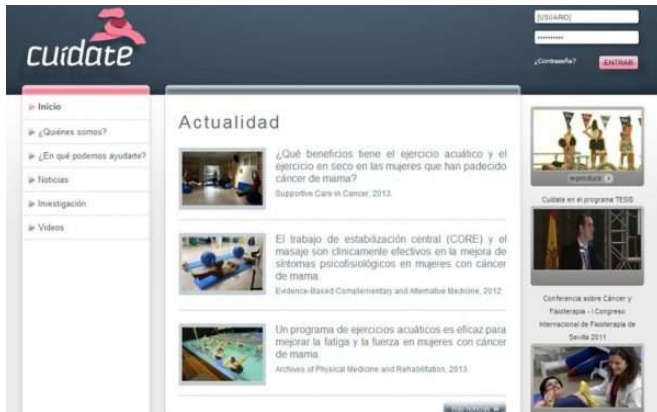 cuídate
[USUARIO]
¿Contraseña?
ENTRAR
Inicio
¿Quiénes somos?
¿En qué podemos ayudarte?
Noticias
Investigación
Videos
Actualidad
¿Qué beneficios tiene el ejercicio acuático y el
ejercicio en seco en las mujeres que han padecido
cáncer de mama?
Supportive Care in Cancer, 2013.
El trabajo de estabilización central (CORE) y el
masaje son clinicamente efectivos en la mejora de
síntomas psicofisiológicos en mujeres con cáncer
de mama.
Evidence-Based Complementary and Alternative Medicine, 2012.
Un programa de ejercicios acuáticos es eficaz para
mejorar la fatiga y la fuerza en mujeres con cáncer
de mama.
Archives of Physical Medicine and Rehabilitation, 2013.
reproducir
Cuídate en el programa TESIS
Conferencia sobre Cáncer y
Fisioterapia - I Congreso
Internacional de Fisioterapia de
Sevilla 2011